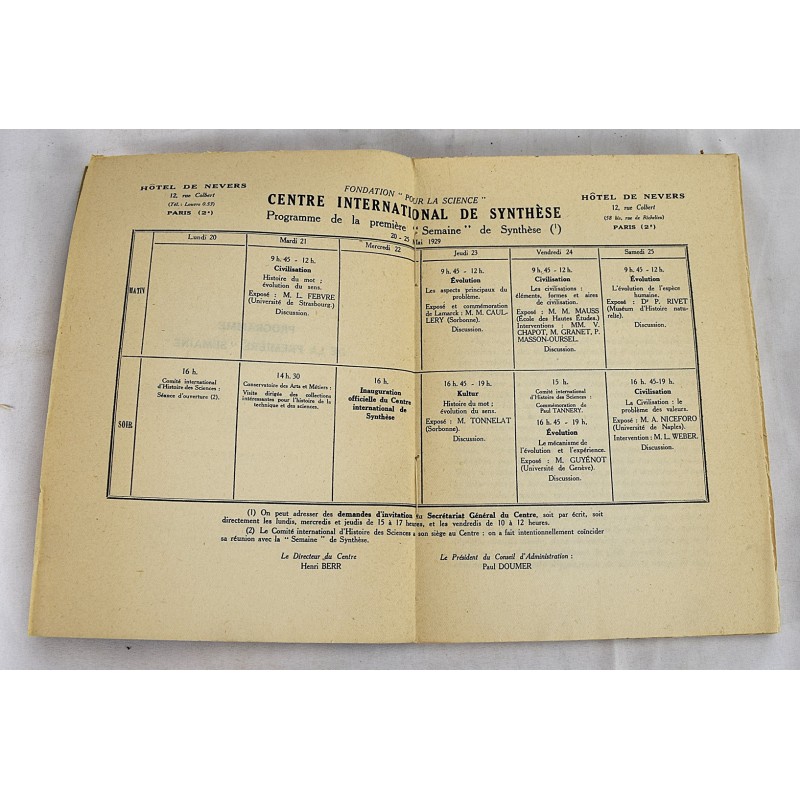 HÔTEL DE NEVERS
12, rue Colbert
(Tél. : Louvre 0.53)
PARIS (2ᵉ)
FONDATION " POUR LA SCIENCE "
CENTRE INTERNATIONAL DE SYNTHÈSE
Programme de la première " Semaine " de Synthèse (¹)
20 - 25 Mai 1929
HÔTEL DE NEVERS
12, rue Colbert
(58 bis, rue de Richelieu)
PARIS (2ᵉ)
Lundi 20
Mardi 21
Mercredi 22
Jeudi 23
Vendredi 24
Samedi 25
MATIN
9 h. 45 - 12 h.
Civilisation
Histoire du mot ;
évolution du sens.
Exposé : M. L. FEBVRE
(Université de Strasbourg.)
Discussion.
9 h. 45 - 12 h.
Évolution
Les aspects principaux du
problème.
Exposé et commémoration
de Lamarck : M. M. CAUL-
LERY (Sorbonne).
Discussion.
9 h. 45 - 12 h.
Civilisation
Les civilisations :
éléments, formes et aires
de civilisation.
Exposé : M. M. MAUSS
(École des Hautes Études.)
Interventions : MM. V.
CHAPOT, M. GRANET, P.
MASSON-OURSEL.
Discussion.
9 h. 45 - 12 h.
Évolution
L'évolution de l'espèce
humaine.
Exposé : Dʳ P. RIVET
(Muséum d'Histoire natu-
relle).
Discussion.
SOIR
16 h.
Comité international
d'Histoire des Sciences :
Séance d'ouverture (2).
14 h. 30
Conservatoire des Arts et Métiers :
Visite dirigée des collections
intéressantes pour l'histoire de la
technique et des sciences.
16 h.
Inauguration
officielle du Centre
international de
Synthèse
16 h. 45 - 19 h.
Kultur
Histoire du mot ;
évolution du sens.
Exposé : M. TONNELAT
(Sorbonne).
Discussion.
15 h.
Comité international
d'Histoire des Sciences :
Commémoration de
Paul TANNERY.
16 h. 45 - 19 h.
Évolution
Le mécanisme de
l'évolution et l'expérience.
Exposé : M. GUYÉNOT
(Université de Genève).
Discussion.
16 h. 45-19 h.
Civilisation
La Civilisation : le
problème des valeurs.
Exposé : M. A. NICEFORO
(Université de Naples).
Intervention : M. L. WEBER.
Discussion.
(1) On peut adresser des demandes d'invitation au Secrétariat Général du Centre, soit par écrit, soit
directement les lundis, mercredis et jeudis de 15 à 17 heures, et les vendredis de 10 à 12 heures.
(2) Le Comité international d'Histoire des Sciences a son siège au Centre ; on a fait intentionnellement coïncider
sa réunion avec la " Semaine " de Synthèse.
Le Directeur du Centre
Henri BERR
Le Président du Conseil d'Administration :
Paul DOUMER